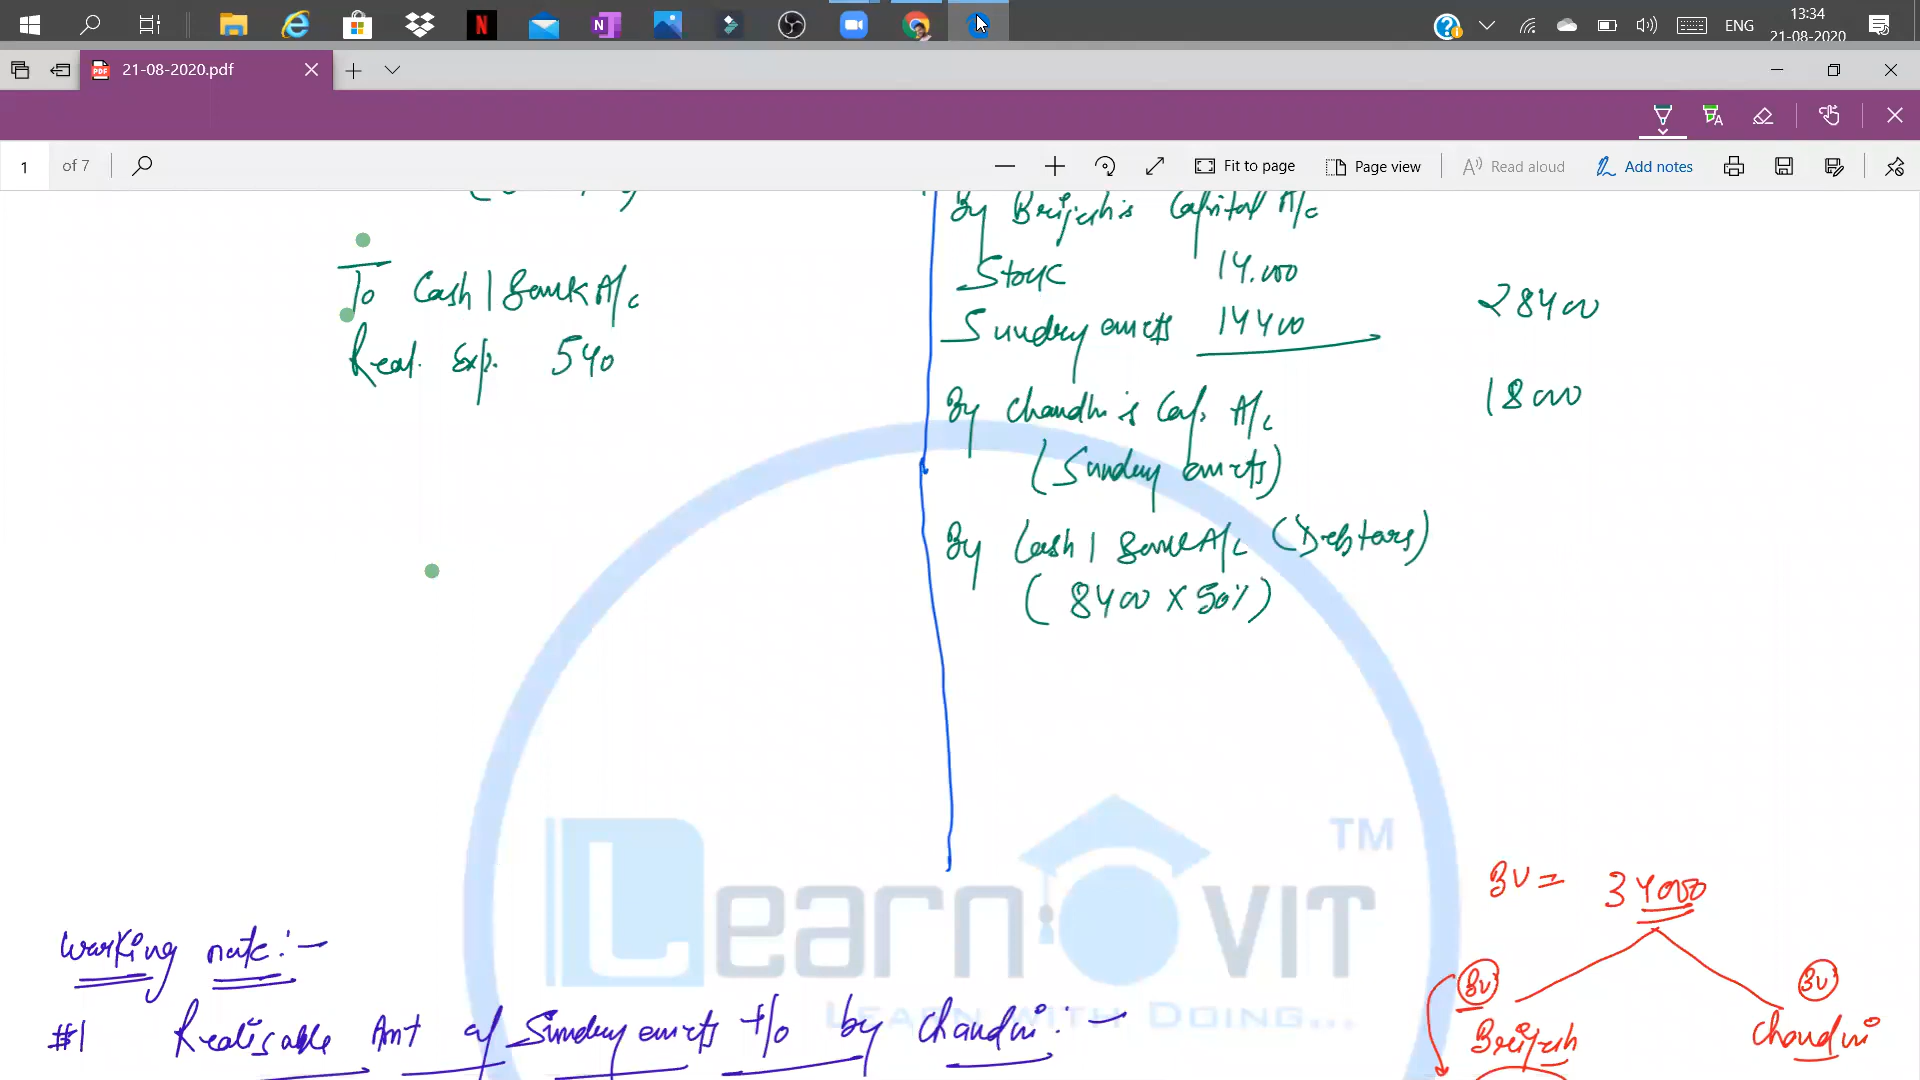 ENG
13:34
21-08-2020
21-08-2020.pdf
1 of 7
Fit to page
Page view
Read aloud
Add notes
By Brijesh's Capital A/c
Stock 14,000
Sundry assets 14400
28400
To Cash | Bank A/c
Real. Exp. 540
By Chandni's Cap. A/c
(Sundry assets)
18000
By Cash | Bank A/c (Debtors)
(8400 X 50%)
LEARNOVIT TM
LEARN WITH DOING...
BV = 34000
BV
Brijesh
BV
Chandni
Working note:-
#1 Realisable Amt of Sundry assets t/o by Chandni:-